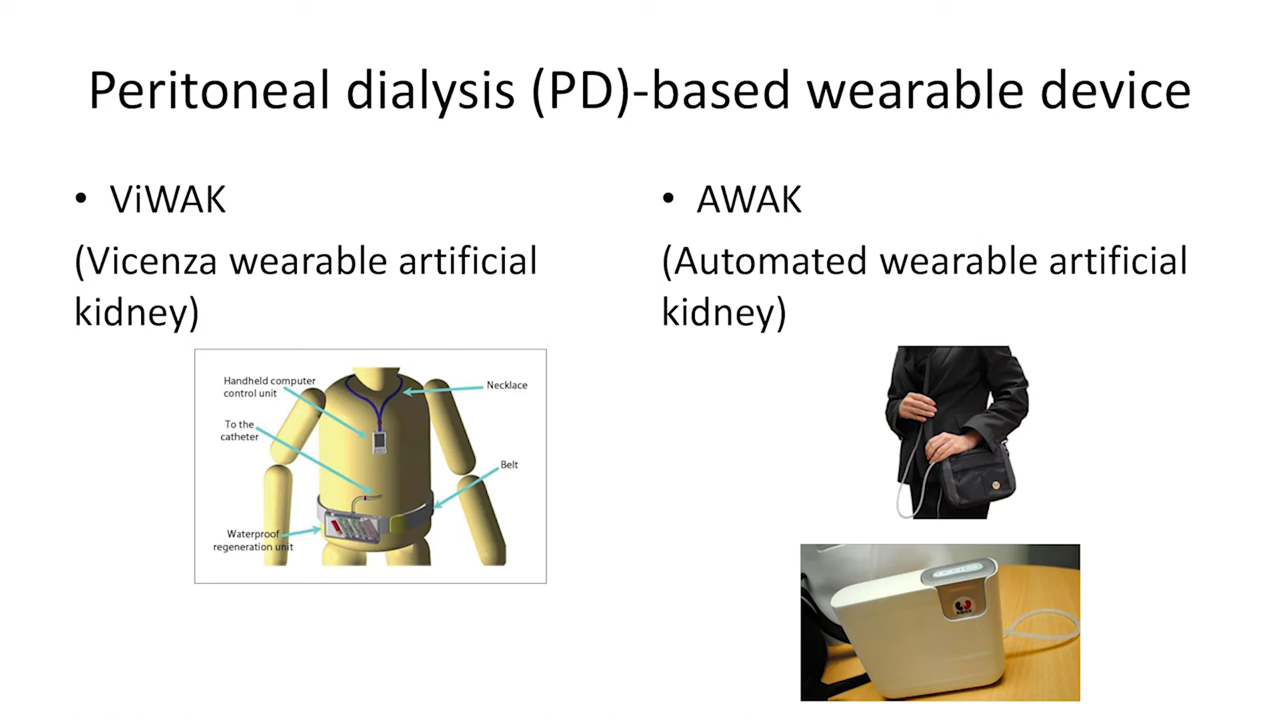 Peritoneal dialysis (PD)-based wearable device
• ViWAK
(Vicenza wearable artificial
kidney)
Handheld computer
control unit
Necklace
To the
catheter
Belt
Waterproof
regeneration unit
• AWAK
(Automated wearable artificial
kidney)
AWAK